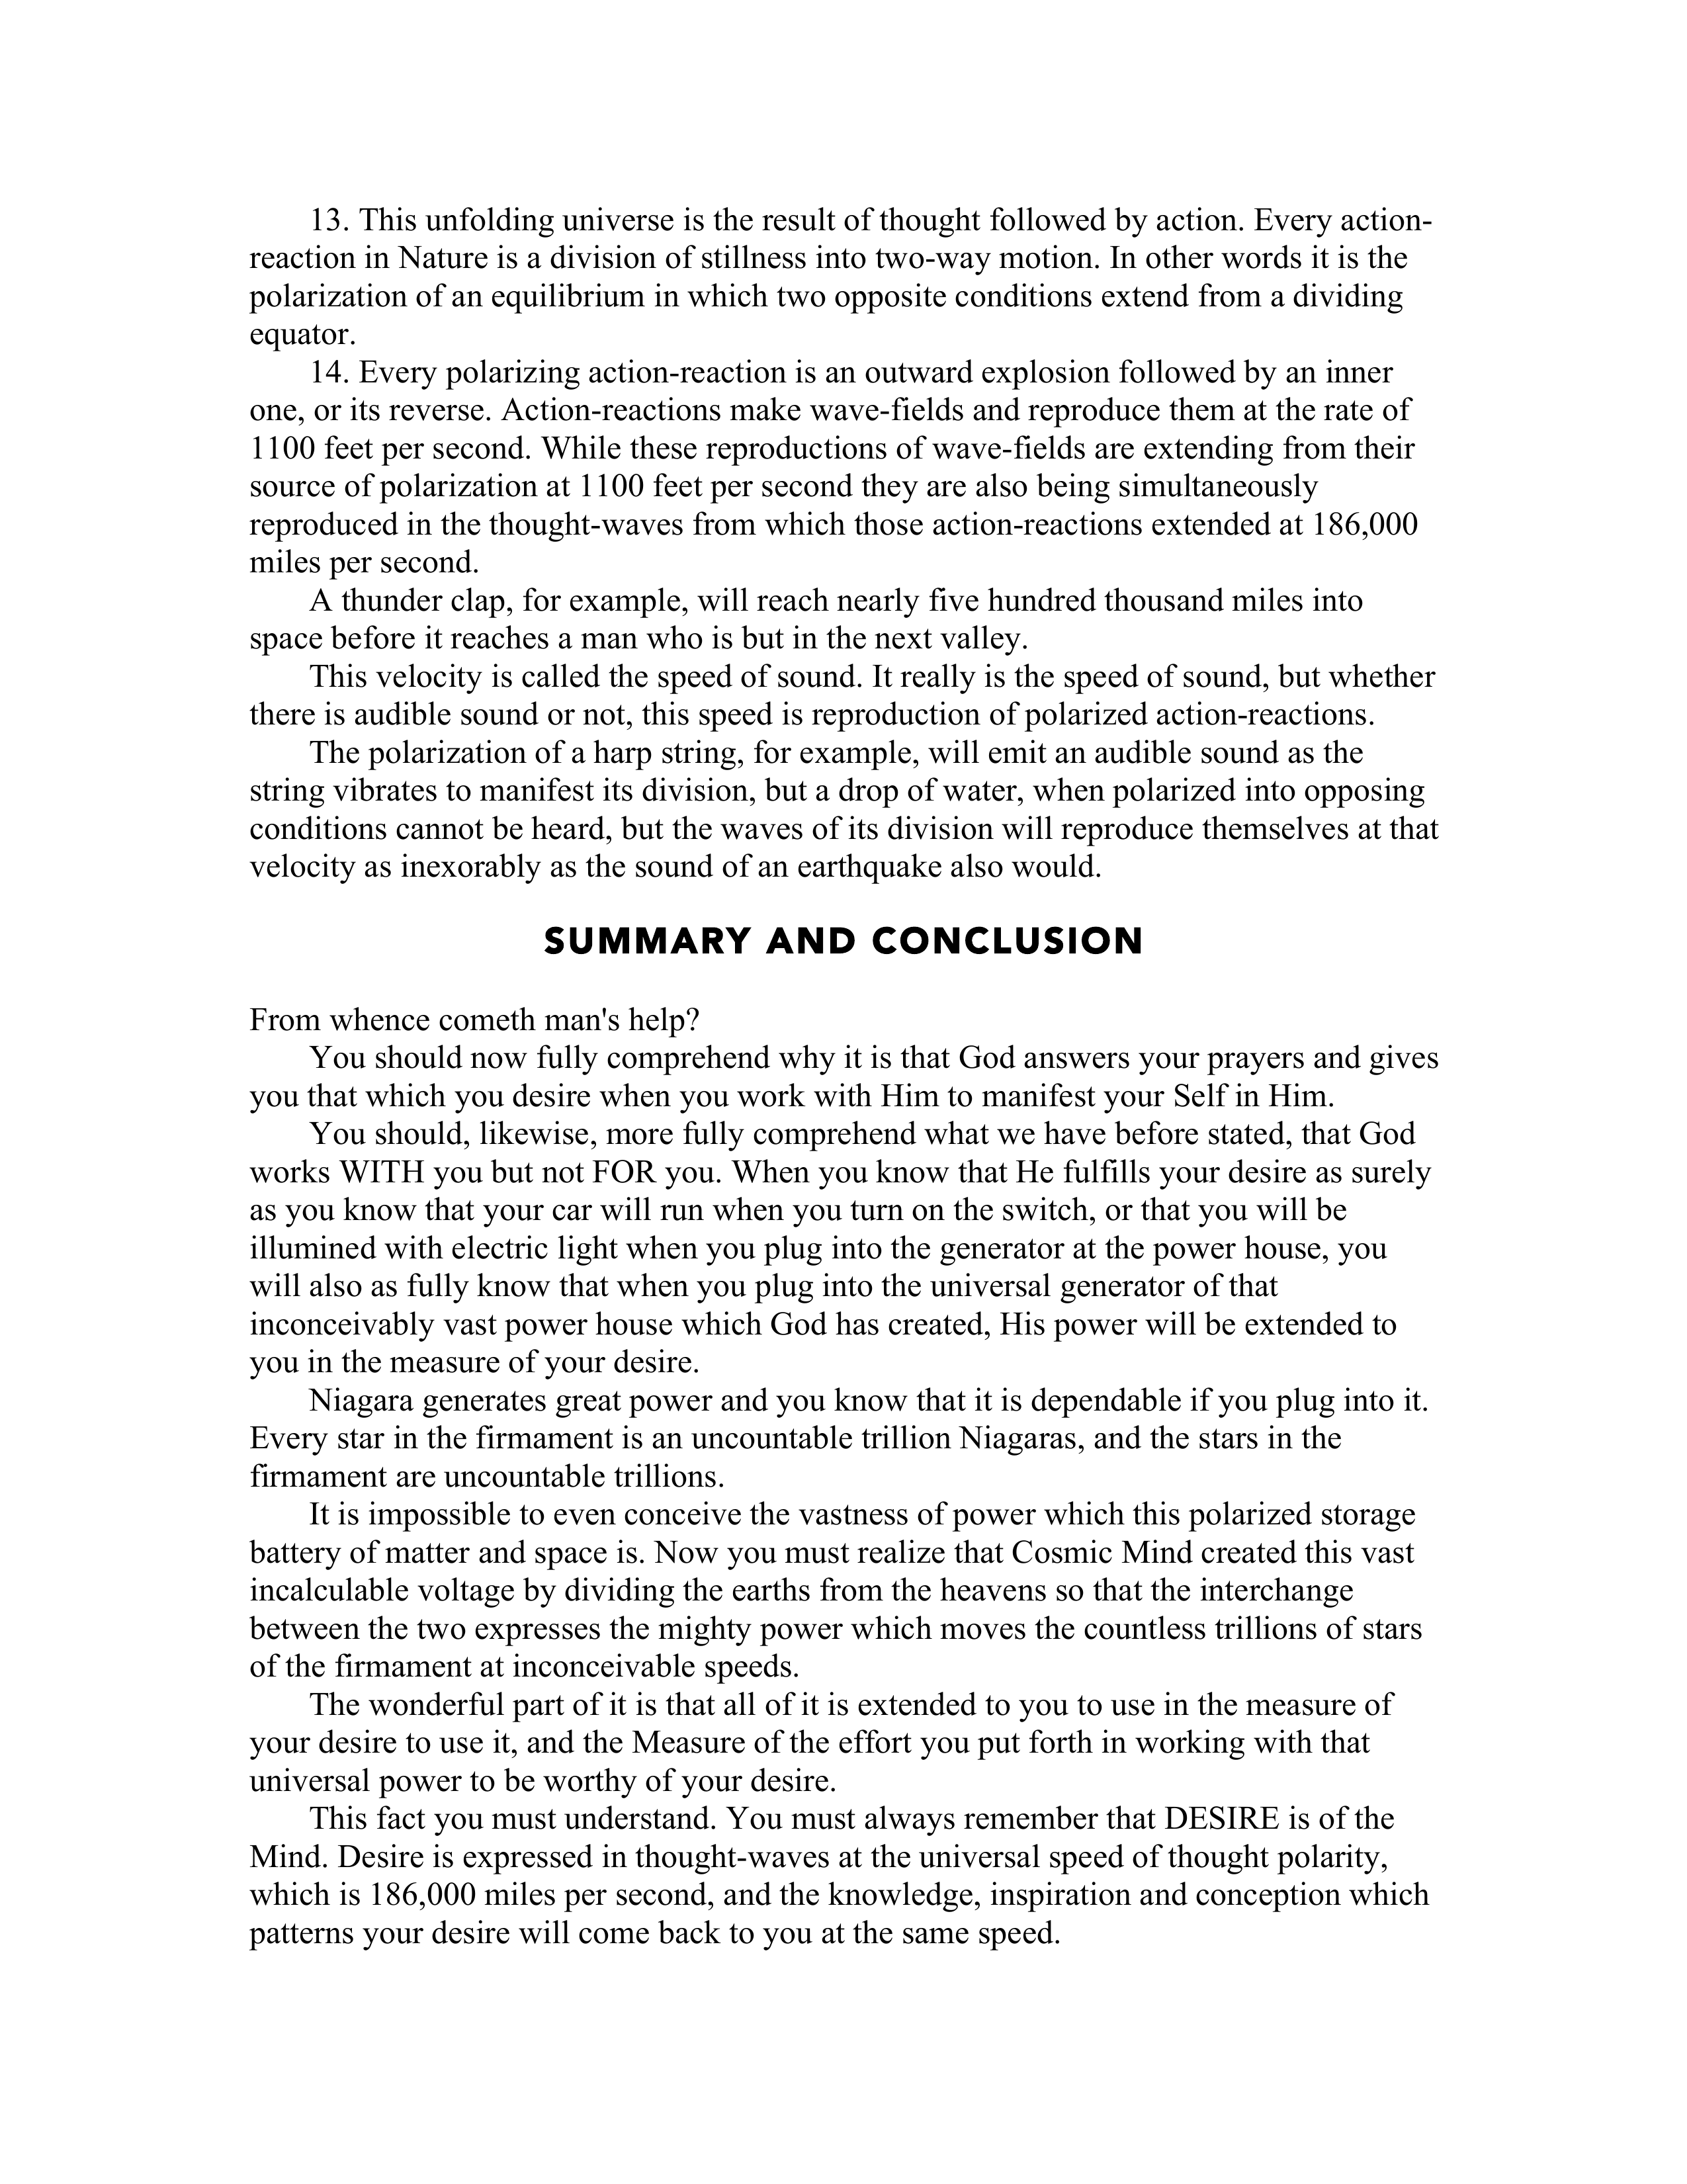 13. This unfolding universe is the result of thought followed by action. Every action-
reaction in Nature is a division of stillness into two-way motion. In other words it is the
polarization of an equilibrium in which two opposite conditions extend from a dividing
equator.
14. Every polarizing action-reaction is an outward explosion followed by an inner
one, or its reverse. Action-reactions make wave-fields and reproduce them at the rate of
1100 feet per second. While these reproductions of wave-fields are extending from their
source of polarization at 1100 feet per second they are also being simultaneously
reproduced in the thought-waves from which those action-reactions extended at 186,000
miles per second.
A thunder clap, for example, will reach nearly five hundred thousand miles into
space before it reaches a man who is but in the next valley.
This velocity is called the speed of sound. It really is the speed of sound, but whether
there is audible sound or not, this speed is reproduction of polarized action-reactions.
The polarization of a harp string, for example, will emit an audible sound as the
string vibrates to manifest its division, but a drop of water, when polarized into opposing
conditions cannot be heard, but the waves of its division will reproduce themselves at that
velocity as inexorably as the sound of an earthquake also would.
SUMMARY AND CONCLUSION
From whence cometh man's help?
You should now fully comprehend why it is that God answers your prayers and gives
you that which you desire when you work with Him to manifest your Self in Him.
You should, likewise, more fully comprehend what we have before stated, that God
works WITH you but not FOR you. When you know that He fulfills your desire as surely
as you know that your car will run when you turn on the switch, or that you will be
illumined with electric light when you plug into the generator at the power house, you
will also as fully know that when you plug into the universal generator of that
inconceivably vast power house which God has created, His power will be extended to
you in the measure of your desire.
Niagara generates great power and you know that it is dependable if you plug into it.
Every star in the firmament is an uncountable trillion Niagaras, and the stars in the
firmament are uncountable trillions.
It is impossible to even conceive the vastness of power which this polarized storage
battery of matter and space is. Now you must realize that Cosmic Mind created this vast
incalculable voltage by dividing the earths from the heavens so that the interchange
between the two expresses the mighty power which moves the countless trillions of stars
of the firmament at inconceivable speeds.
The wonderful part of it is that all of it is extended to you to use in the measure of
your desire to use it, and the Measure of the effort you put forth in working with that
universal power to be worthy of your desire.
This fact you must understand. You must always remember that DESIRE is of the
Mind. Desire is expressed in thought-waves at the universal speed of thought polarity,
which is 186,000 miles per second, and the knowledge, inspiration and conception which
patterns your desire will come back to you at the same speed.